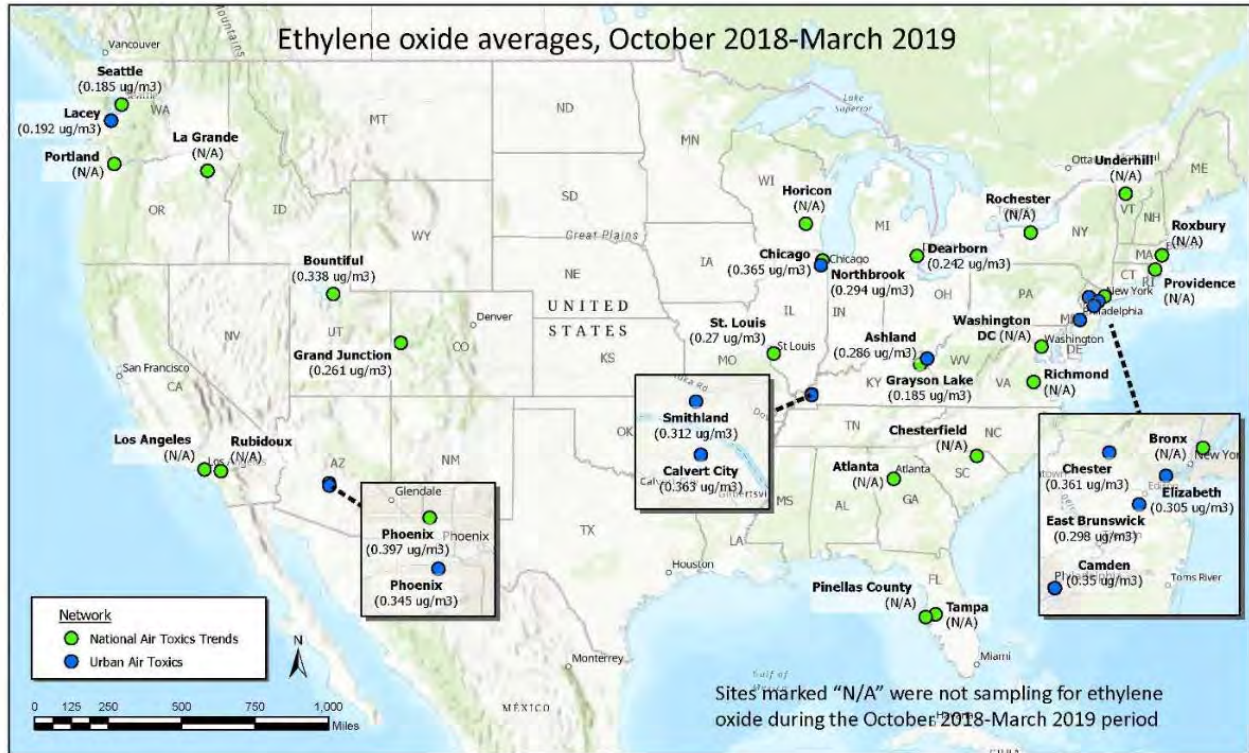 Ethylene oxide averages, October 2018-March 2019
Vancouver
Seattle
(0.185 ug/m3)
Lacey
(0.192 ug/m3)
WA
La Grande
(N/A)
Portland
(N/A)
OR
ID
MT
ND
MN
Lake
Superior
SD
Great Plains
WY
NE
IA
WI
Horicon
(N/A)
MI
Chicago
(0.365 ug/m3)
Chicago
Northbrook
(0.294 ug/m3)
Dearborn
(0.242 ug/m3)
Rochester
(N/A)
Underhill
(N/A)
ME
VT
NH
NY
Roxbury
(N/A)
MA
CT
RI
Providence
(N/A)
Bountiful
(0.338 ug/m3)
UNITED
STATES
Denver
NV
UT
CO
Grand Junction
(0.261 ug/m3)
KS
St. Louis
(0.27 ug/m3)
St Louis
MO
IL
IN
OH
PA
New York
Philadelphia
Ashland
(0.286 ug/m3)
WV
KY
Grayson Lake
(0.185 ug/m3)
Washington
DC (N/A)
Washington
DE
Richmond
(N/A)
VA
San Francisco
CA
Los Angeles
(N/A)
Rubidoux
(N/A)
AZ
NM
OK
TN
NC
Chesterfield
(N/A)
SC
Atlanta
(N/A)
Atlanta
MS
AL
GA
TX
LA
Houston
FL
Pinellas County
(N/A)
Tampa
(N/A)
Miami
Monterrey
MÉXICO
Gulf of
Smithland
(0.312 ug/m3)
Calvert City
(0.363 ug/m3)
Glendale
Phoenix
(0.397 ug/m3)
Phoenix
Phoenix
(0.345 ug/m3)
Bronx
(N/A)
New York
Chester
(0.361 ug/m3)
Elizabeth
(0.305 ug/m3)
East Brunswick
(0.298 ug/m3)
Camden
(0.35 ug/m3)
Toms River
Network
National Air Toxics Trends
Urban Air Toxics
N
0 125 250 500 750 1,000
Miles
Sites marked “N/A” were not sampling for ethylene
oxide during the October 2018-March 2019 period